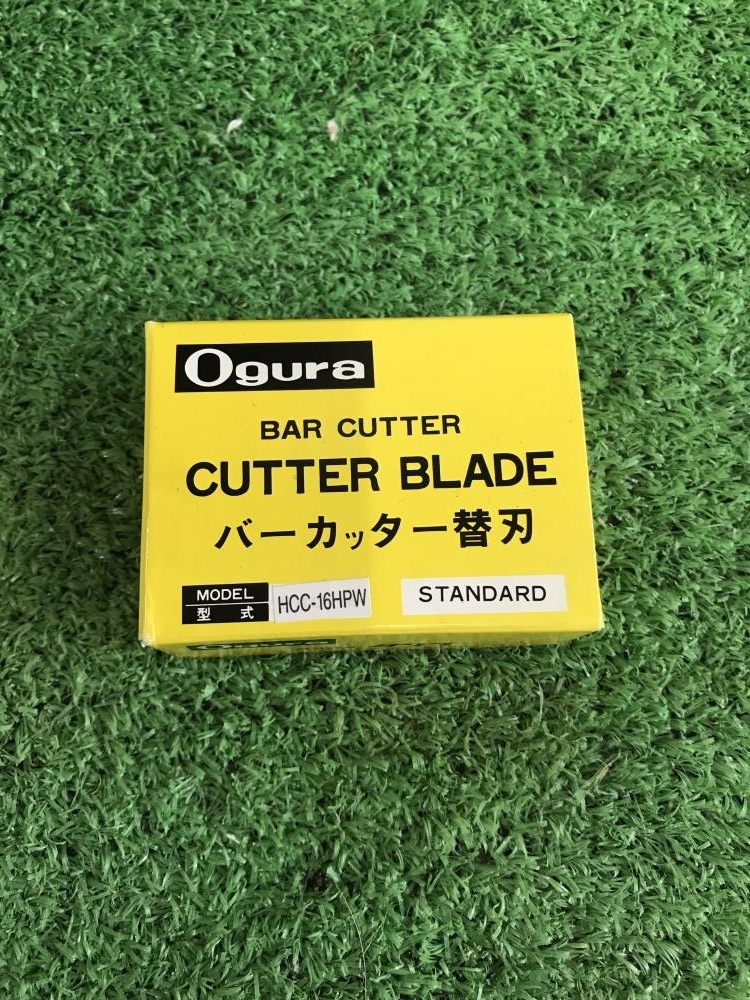 Ogura
BAR CUTTER
CUTTER BLADE
バーカッター替刃
MODEL
型式
HCC-16HPW
STANDARD
Ogura